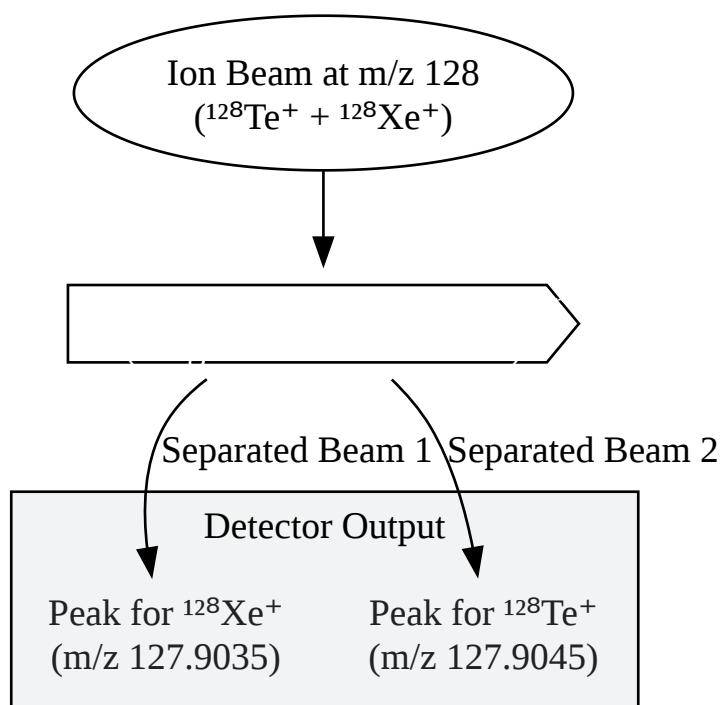 Ion Beam at m/z 128
(¹²⁸Te⁺ + ¹²⁸Xe⁺)
Separated Beam 1
Separated Beam 2
Detector Output
Peak for ¹²⁸Xe⁺
(m/z 127.9035)
Peak for ¹²⁸Te⁺
(m/z 127.9045)